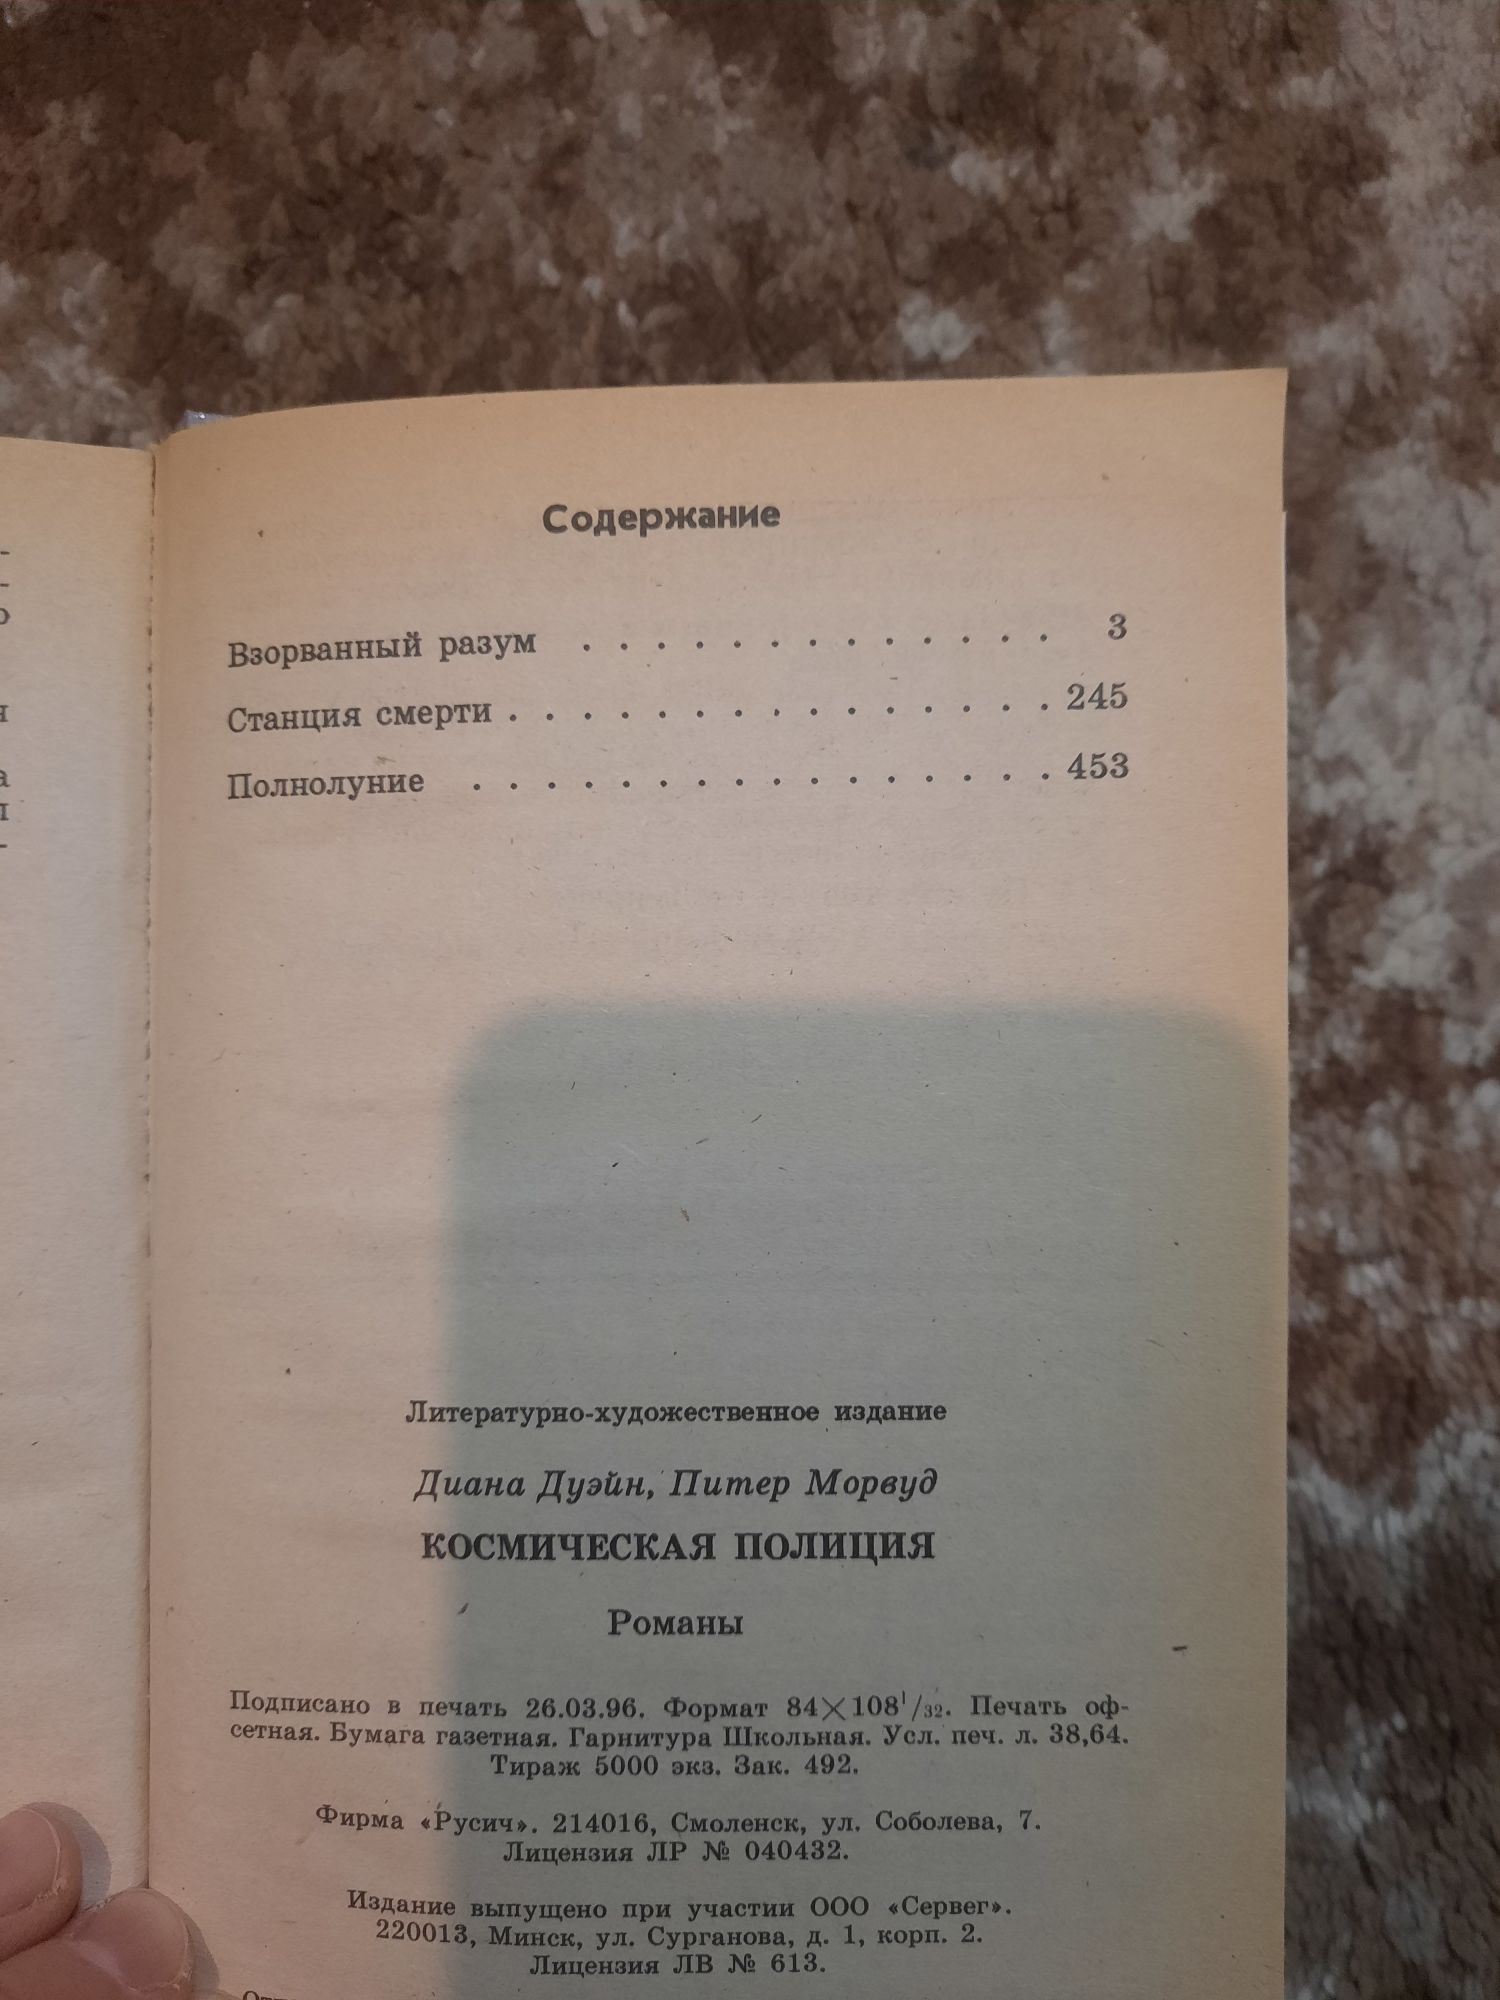 Содержание
Взорванный разум . . . . . . . . . . . . . 3
Станция смерти . . . . . . . . . . . . . . . 245
Полнолуние . . . . . . . . . . . . . . . . 453
Литературно-художественное издание
Диана Дуэйн, Питер Морвуд
КОСМИЧЕСКАЯ ПОЛИЦИЯ
Романы
Подписано в печать 26.03.96. Формат 84×108¹/₃₂. Печать оф-
сетная. Бумага газетная. Гарнитура Школьная. Усл. печ. л. 38,64.
Тираж 5000 экз. Зак. 492.
Фирма «Русич». 214016, Смоленск, ул. Соболева, 7.
Лицензия ЛР № 040432.
Издание выпущено при участии ООО «Сервег».
220013, Минск, ул. Сурганова, д. 1, корп. 2.
Лицензия ЛВ № 613.